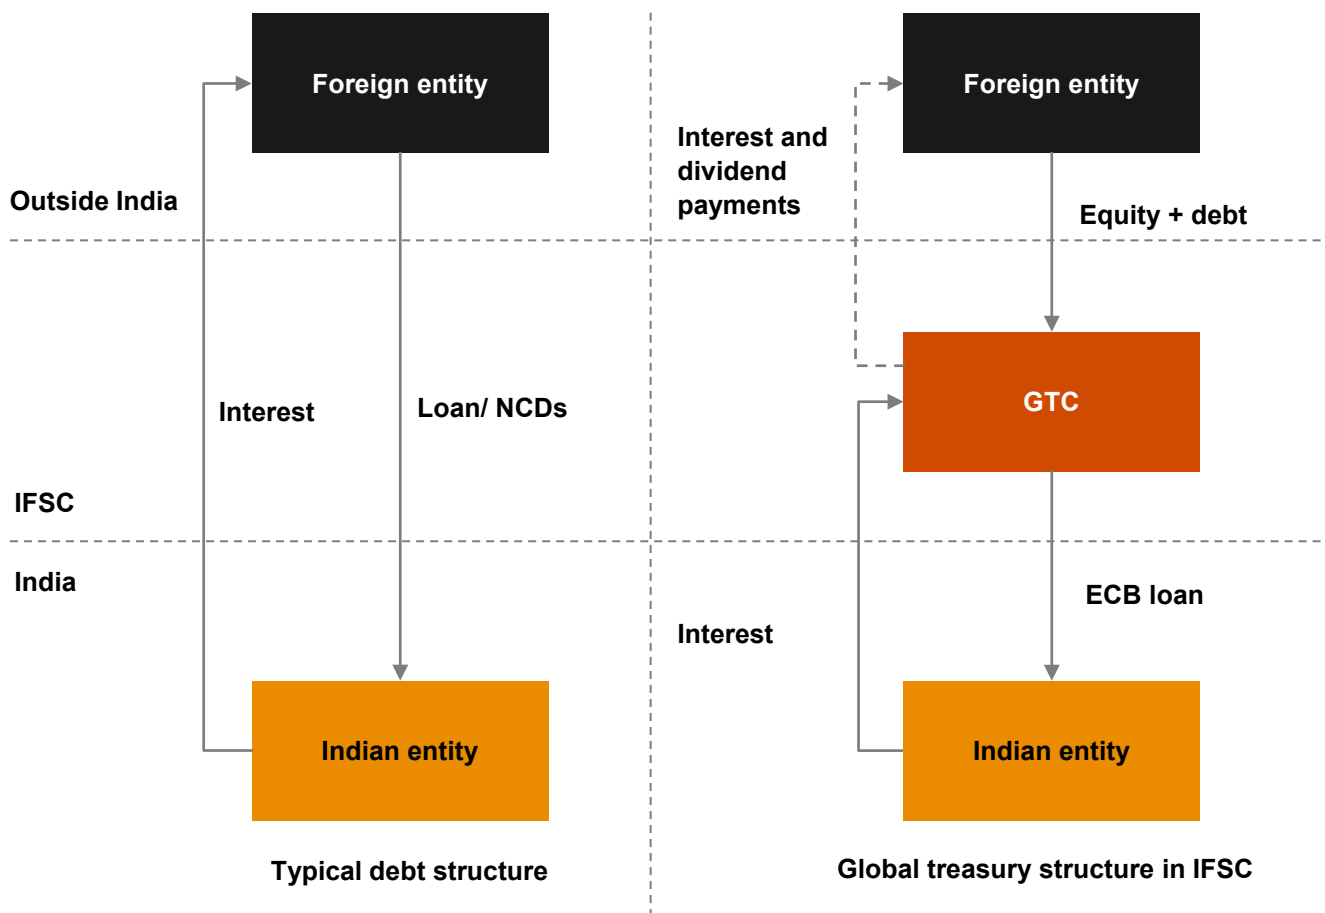 Foreign entity
Outside India
Interest
Loan/ NCDs
IFSC
India
Indian entity
Typical debt structure
Foreign entity
Interest and
dividend
payments
Equity + debt
GTC
ECB loan
Interest
Indian entity
Global treasury structure in IFSC